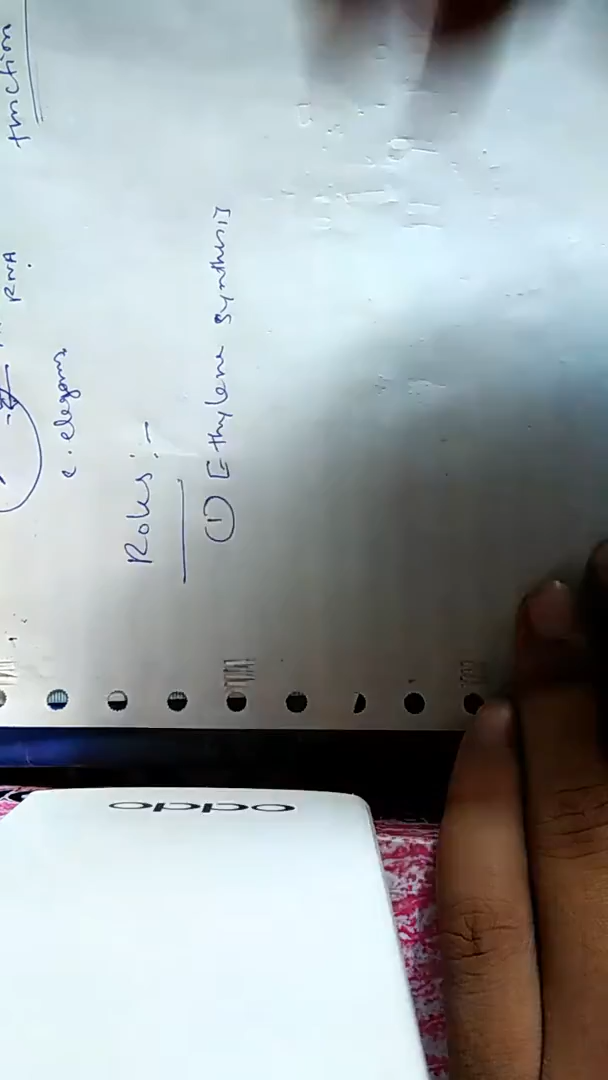 function
RNA
c. elegans
Roles:-
① Ethylene synthesis
oppo